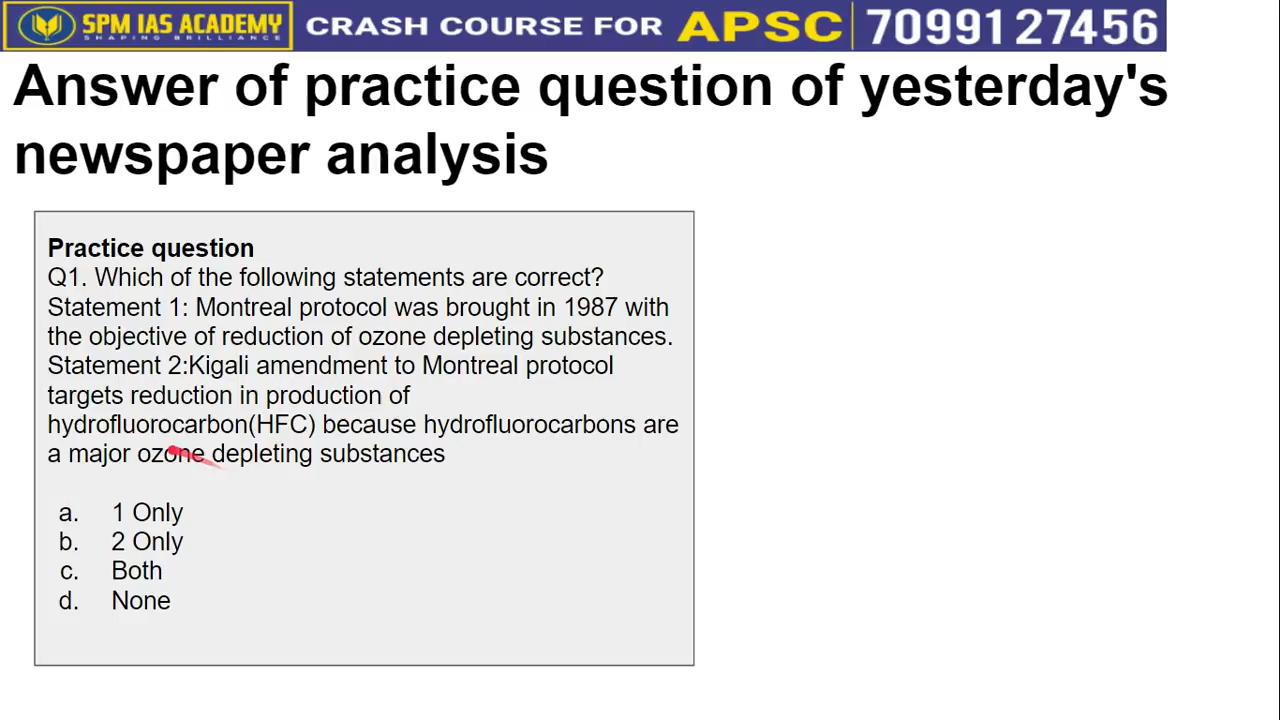 SPM IAS ACADEMY
SHAPING BRILLIANCE
CRASH COURSE FOR APSC 70991 27456
Answer of practice question of yesterday's
newspaper analysis
Practice question
Q1. Which of the following statements are correct?
Statement 1: Montreal protocol was brought in 1987 with
the objective of reduction of ozone depleting substances.
Statement 2:Kigali amendment to Montreal protocol
targets reduction in production of
hydrofluorocarbon(HFC) because hydrofluorocarbons are
a major ozone depleting substances
a. 1 Only
b. 2 Only
c. Both
d. None